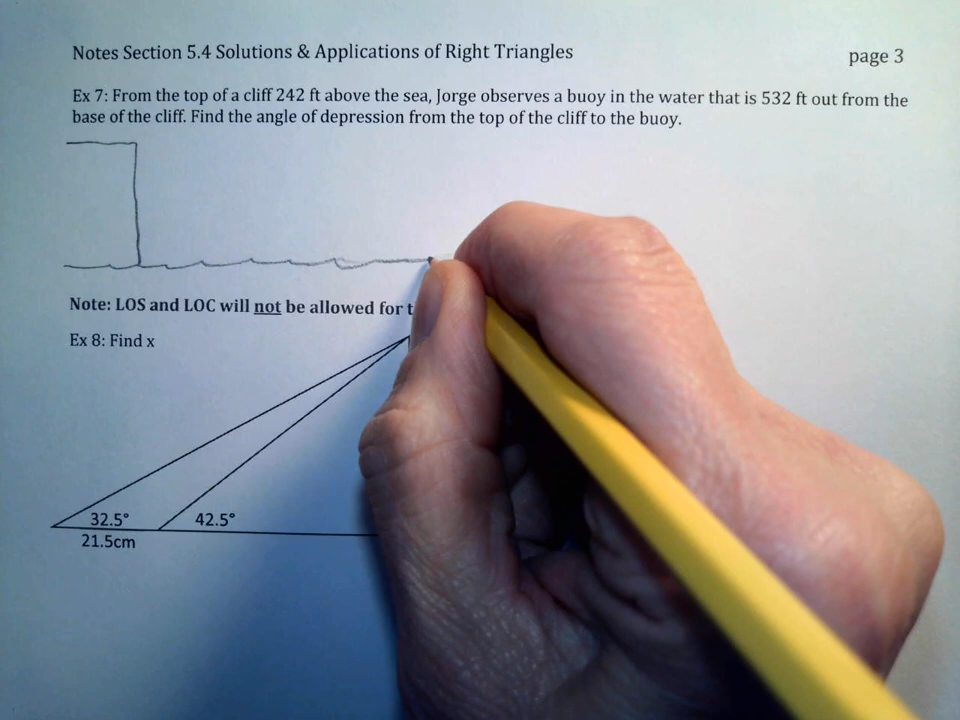 Notes Section 5.4 Solutions & Applications of Right Triangles
page 3
Ex 7: From the top of a cliff 242 ft above the sea, Jorge observes a buoy in the water that is 532 ft out from the
base of the cliff. Find the angle of depression from the top of the cliff to the buoy.
Note: LOS and LOC will not be allowed for
Ex 8: Find x
32.5° 42.5°
21.5cm